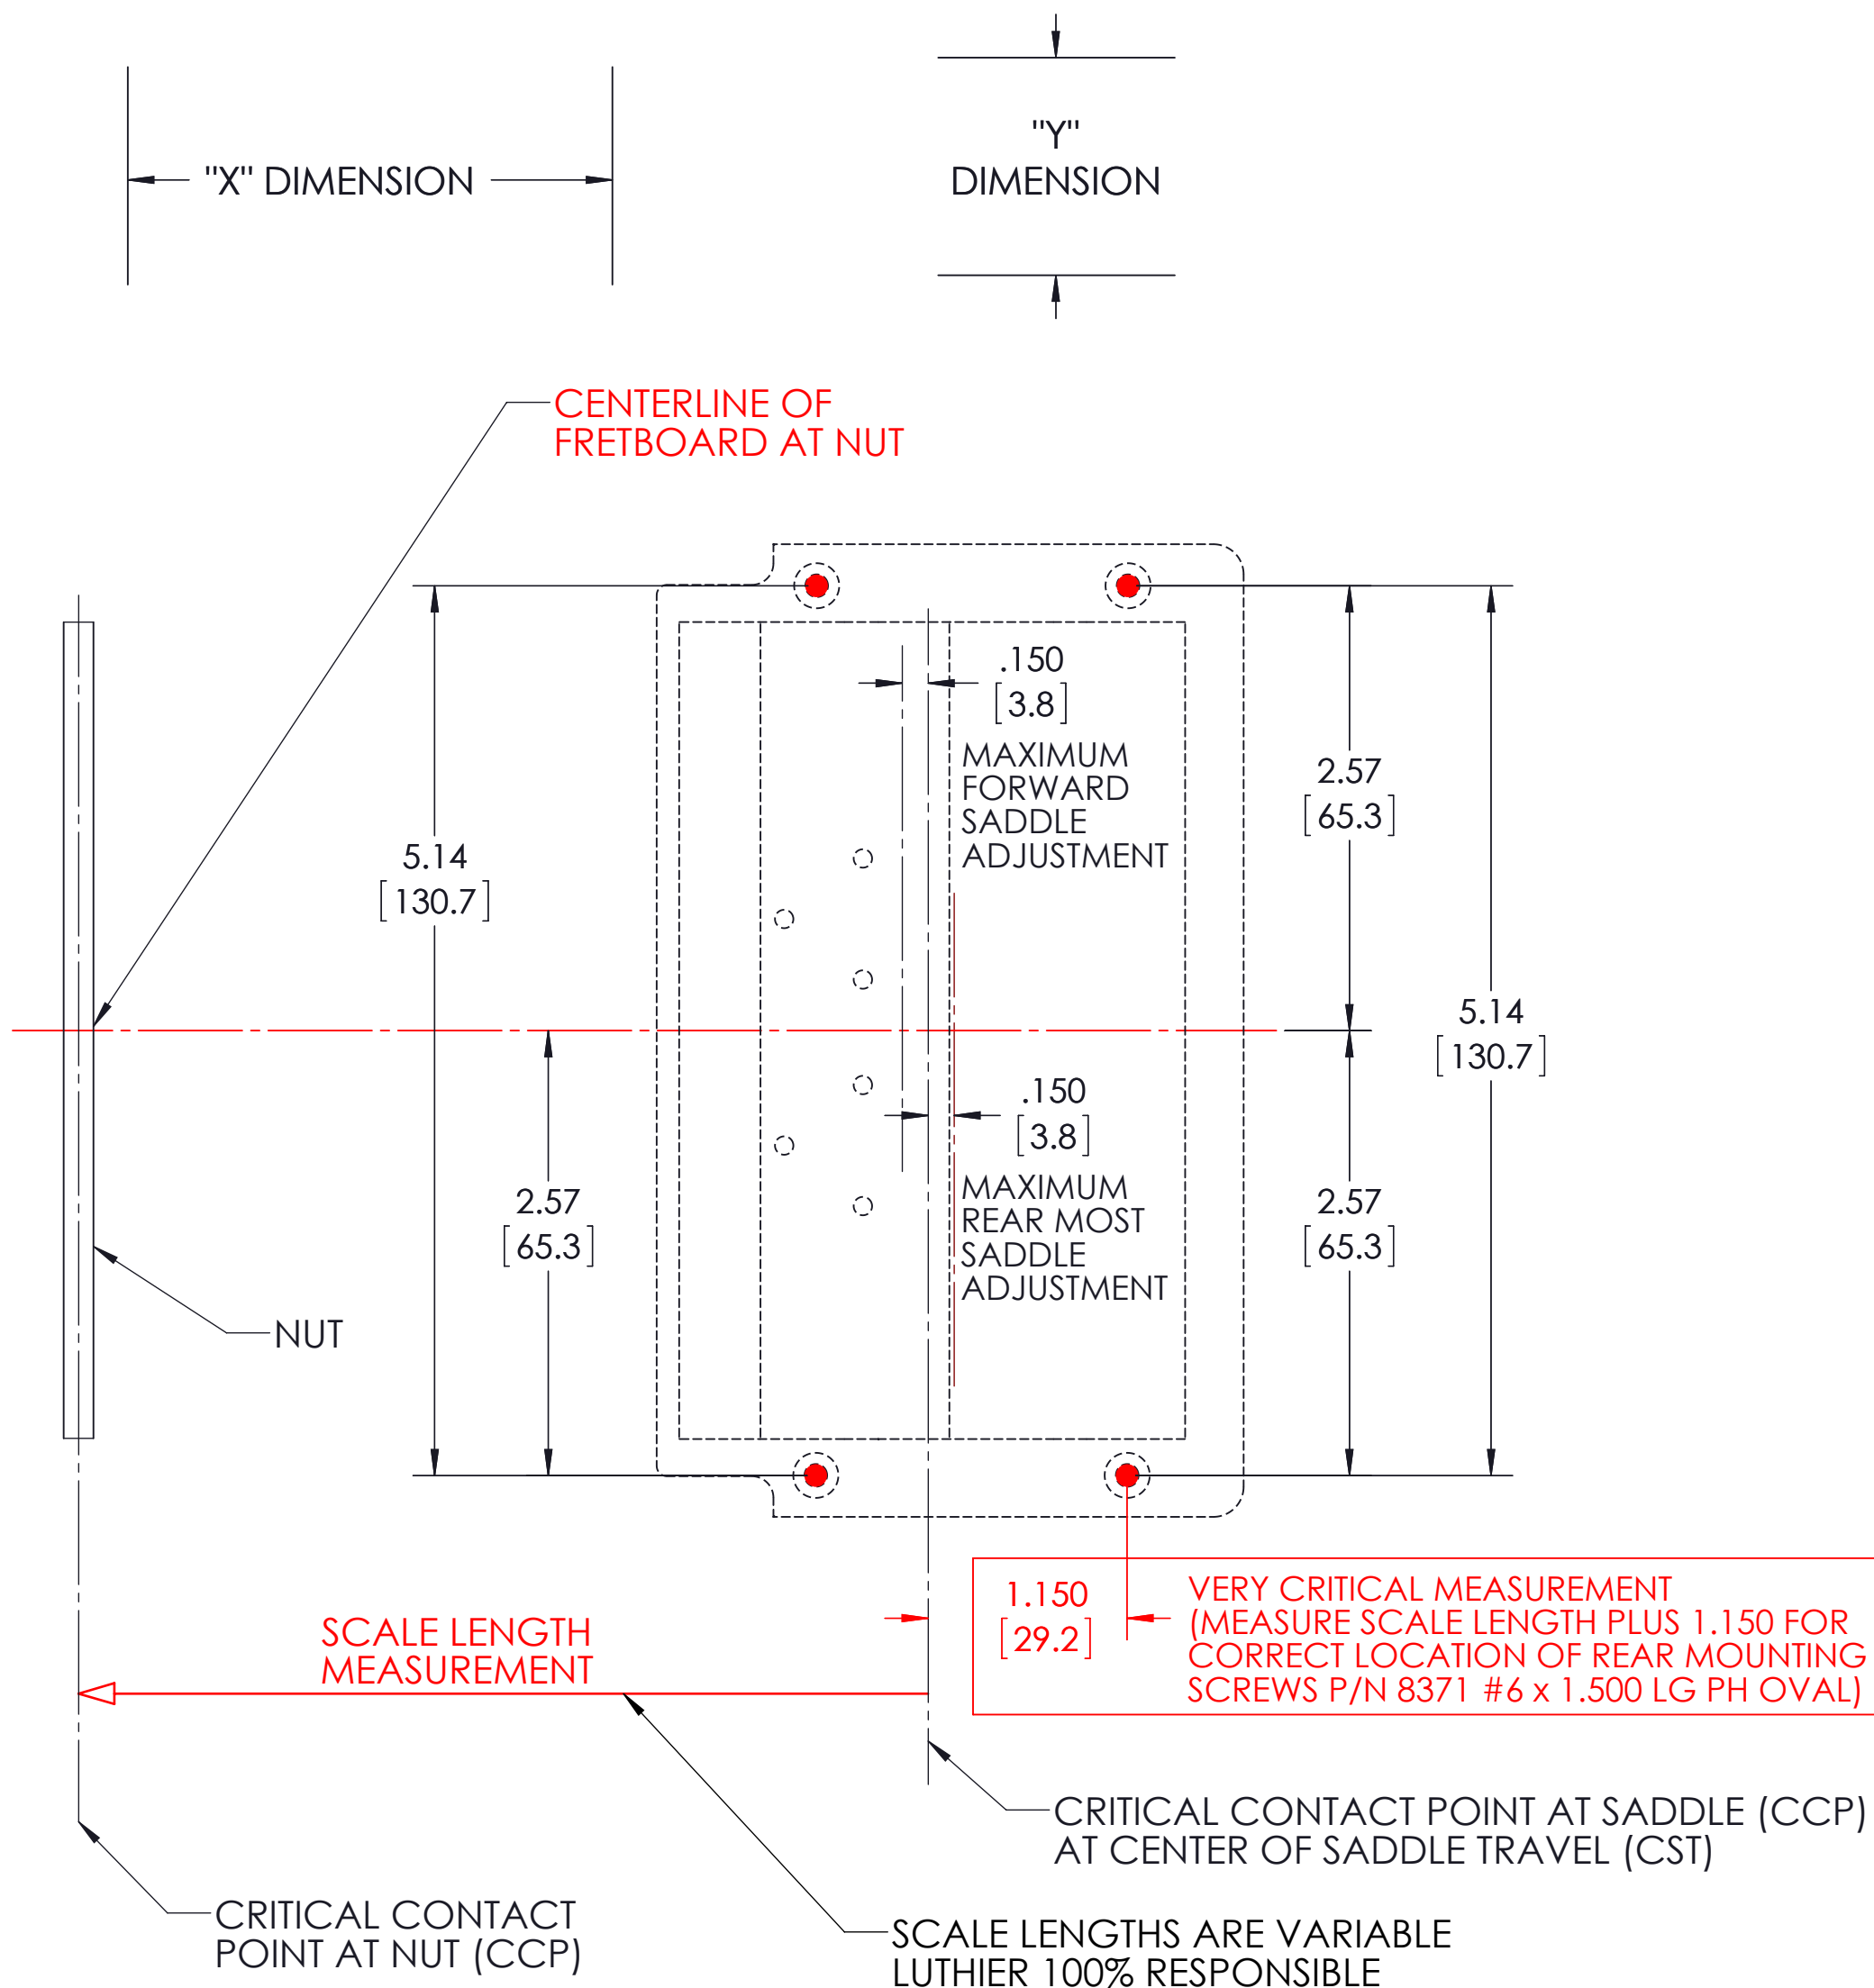 "X" DIMENSION
"Y"
DIMENSION
CENTERLINE OF
FRETBOARD AT NUT
.150
[3.8]
MAXIMUM
FORWARD
SADDLE
ADJUSTMENT
2.57
[65.3]
5.14
[130.7]
5.14
[130.7]
.150
[3.8]
MAXIMUM
REAR MOST
SADDLE
ADJUSTMENT
2.57
[65.3]
2.57
[65.3]
NUT
1.150
[29.2]
VERY CRITICAL MEASUREMENT
(MEASURE SCALE LENGTH PLUS 1.150 FOR
CORRECT LOCATION OF REAR MOUNTING
SCREWS P/N 8371 #6 x 1.500 LG PH OVAL)
SCALE LENGTH
MEASUREMENT
CRITICAL CONTACT POINT AT SADDLE (CCP)
AT CENTER OF SADDLE TRAVEL (CST)
CRITICAL CONTACT
POINT AT NUT (CCP)
SCALE LENGTHS ARE VARIABLE
LUTHIER 100% RESPONSIBLE